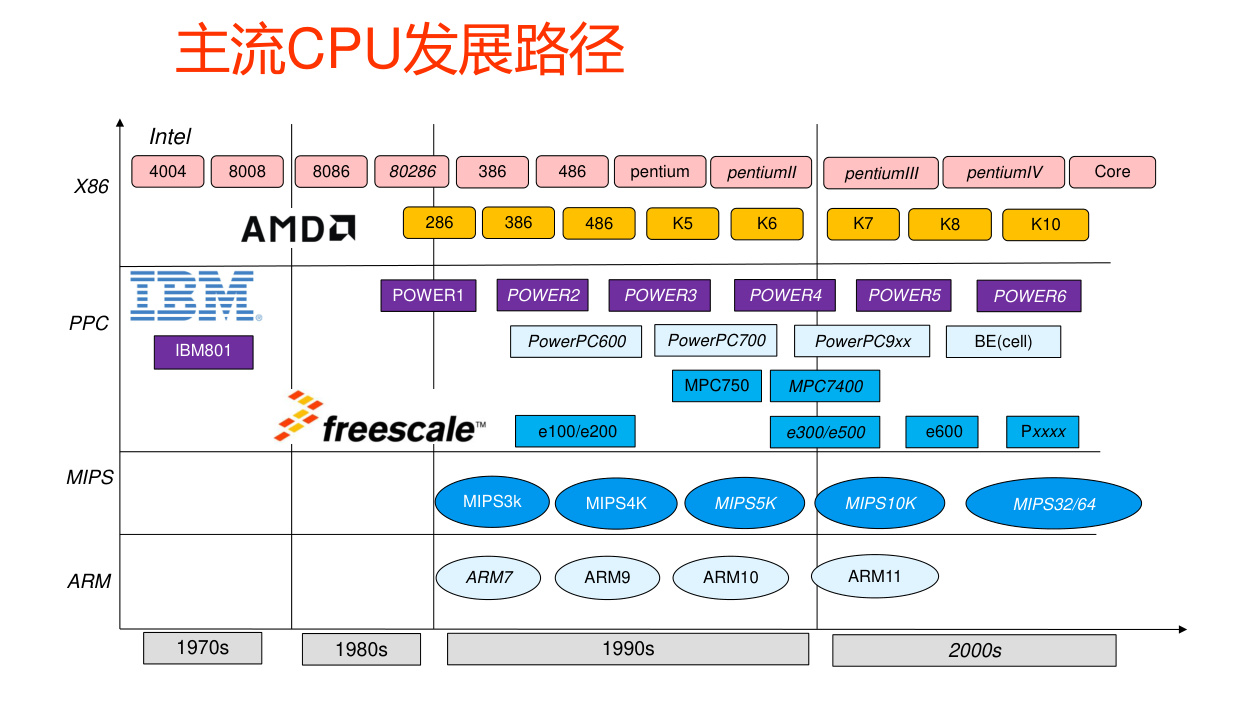 主流CPU发展路径
Intel
X86
4004 8008 8086 80286 386 486 pentium pentiumII pentiumIII pentiumIV Core
AMD
286 386 486 K5 K6 K7 K8 K10
PPC
IBM®
POWER1 POWER2 POWER3 POWER4 POWER5 POWER6
IBM801
PowerPC600 PowerPC700 PowerPC9xx BE(cell)
MPC750 MPC7400
freescale™
e100/e200 e300/e500 e600 Pxxxx
MIPS
MIPS3k MIPS4K MIPS5K MIPS10K MIPS32/64
ARM
ARM7 ARM9 ARM10 ARM11
1970s 1980s 1990s 2000s